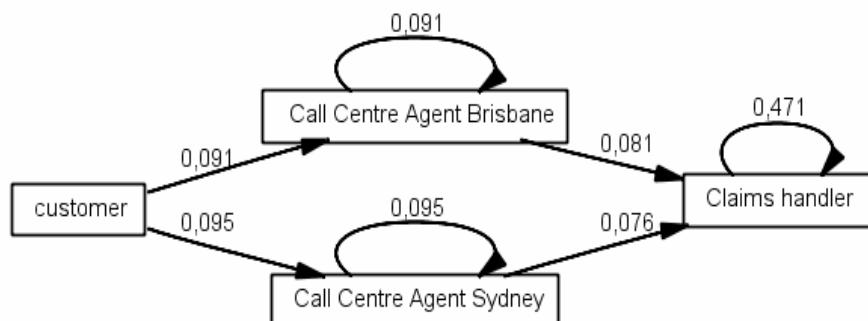 0,091
Call Centre Agent Brisbane
0,471
0,091
0,081
customer
Claims handler
0,095
0,095
0,076
Call Centre Agent Sydney